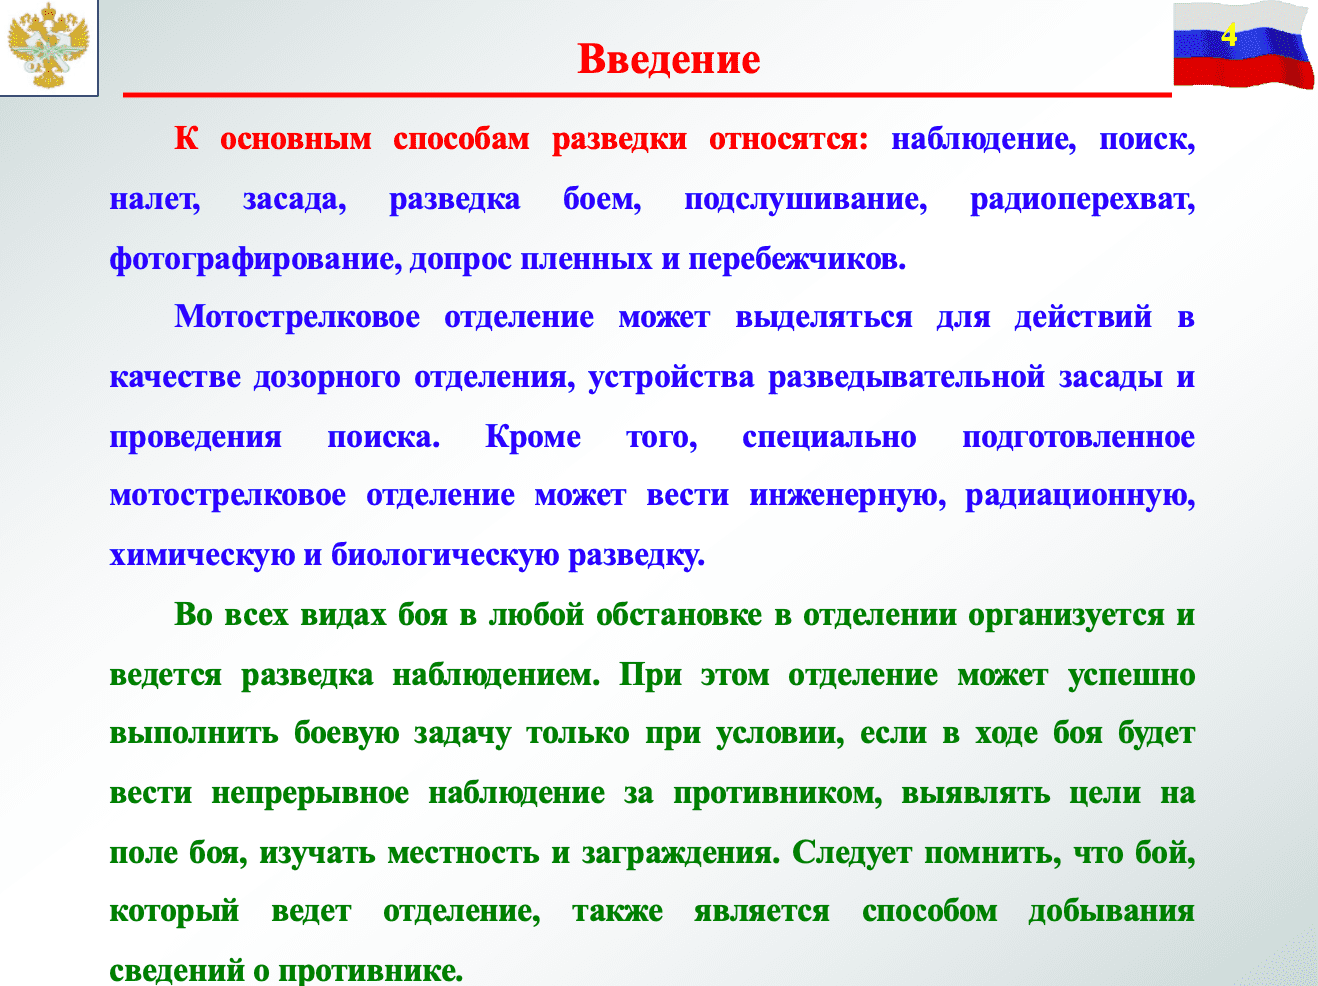 4
Введение
К основным способам разведки относятся: наблюдение, поиск,
налет, засада, разведка боем, подслушивание, радиоперехват,
фотографирование, допрос пленных и перебежчиков.
Мотострелковое отделение может выделяться для действий в
качестве дозорного отделения, устройства разведывательной засады и
проведения поиска. Кроме того, специально подготовленное
мотострелковое отделение может вести инженерную, радиационную,
химическую и биологическую разведку.
Во всех видах боя в любой обстановке в отделении организуется и
ведется разведка наблюдением. При этом отделение может успешно
выполнить боевую задачу только при условии, если в ходе боя будет
вести непрерывное наблюдение за противником, выявлять цели на
поле боя, изучать местность и заграждения. Следует помнить, что бой,
который ведет отделение, также является способом добывания
сведений о противнике.